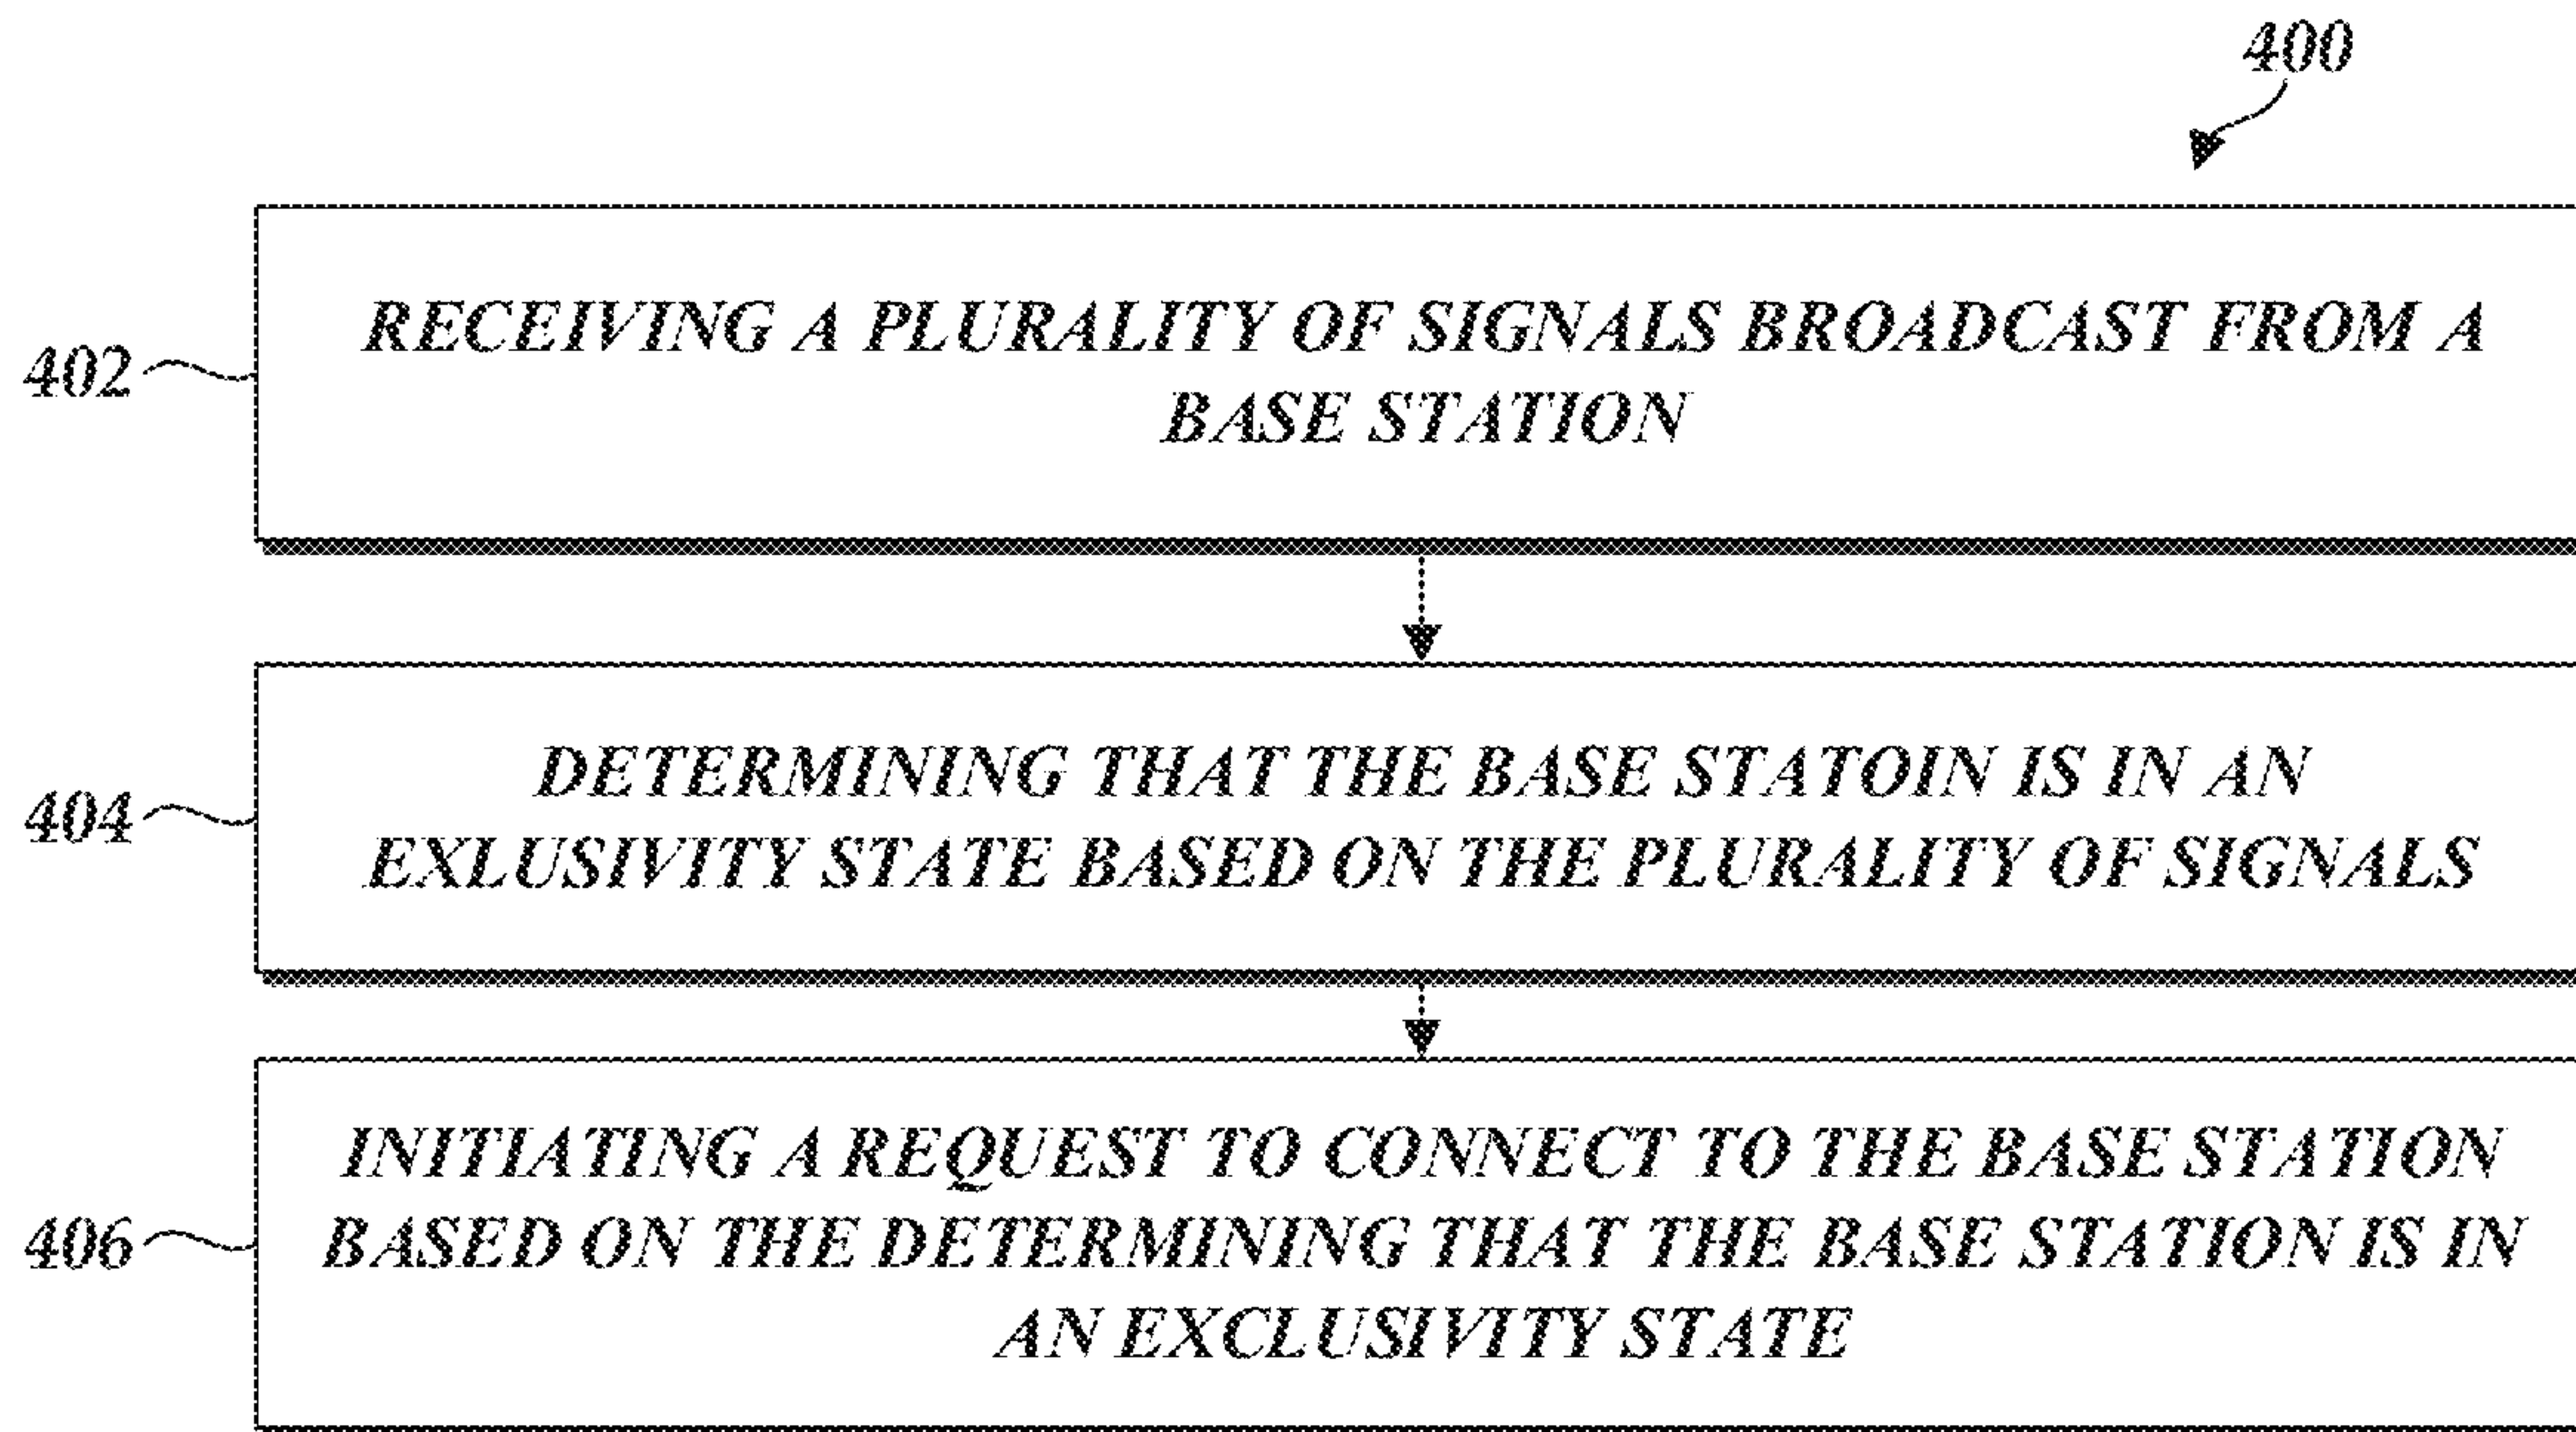 400
402
RECEIVING A PLURALITY OF SIGNALS BROADCAST FROM A
BASE STATION
404
DETERMINING THAT THE BASE STATOIN IS IN AN
EXLUSIVITY STATE BASED ON THE PLURALITY OF SIGNALS
406
INITIATING A REQUEST TO CONNECT TO THE BASE STATION
BASED ON THE DETERMINING THAT THE BASE STATION IS IN
AN EXCLUSIVITY STATE